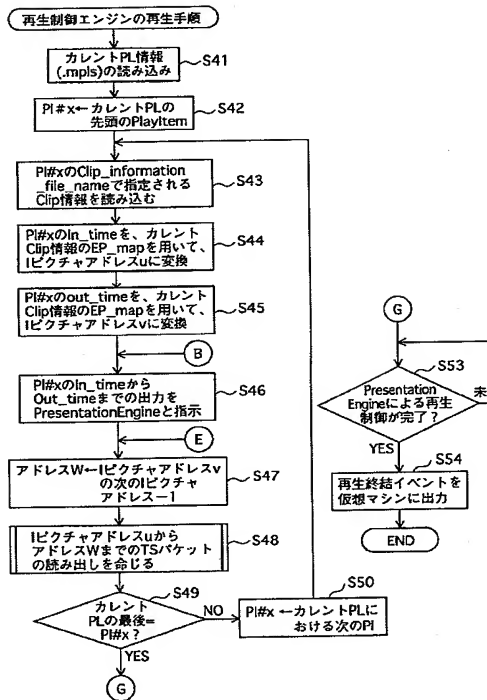 再生制御エンジンの再生手順
カレントPL情報
(.mpls)の読み込み
S41
PI#x←カレントPLの
先頭のPlayItem
S42
PI#xのClip_information
_file_nameで指定される
Clip情報を読み込む
S43
PI#xのIn_timeを、カレント
Clip情報のEP_mapを用いて、
Iピクチャアドレスuに変換
S44
PI#xのout_timeを、カレント
Clip情報のEP_mapを用いて、
Iピクチャアドレスvに変換
S45
B
PI#xのIn_timeから
Out_timeまでの出力を
PresentationEngineと指示
S46
E
アドレスW←Iピクチャアドレスv
の次のIピクチャ
アドレス−1
S47
Iピクチャアドレスuから
アドレスWまでのTSパケット
の読み出しを命じる
S48
カレント
PLの最後=
PI#x?
S49
NO
YES
G
PI#x ←カレントPLに
おける次のPI
S50
G
Presentation
Engineによる再生
制御が完了?
S53
未
YES
再生終結イベントを
仮想マシンに出力
S54
END